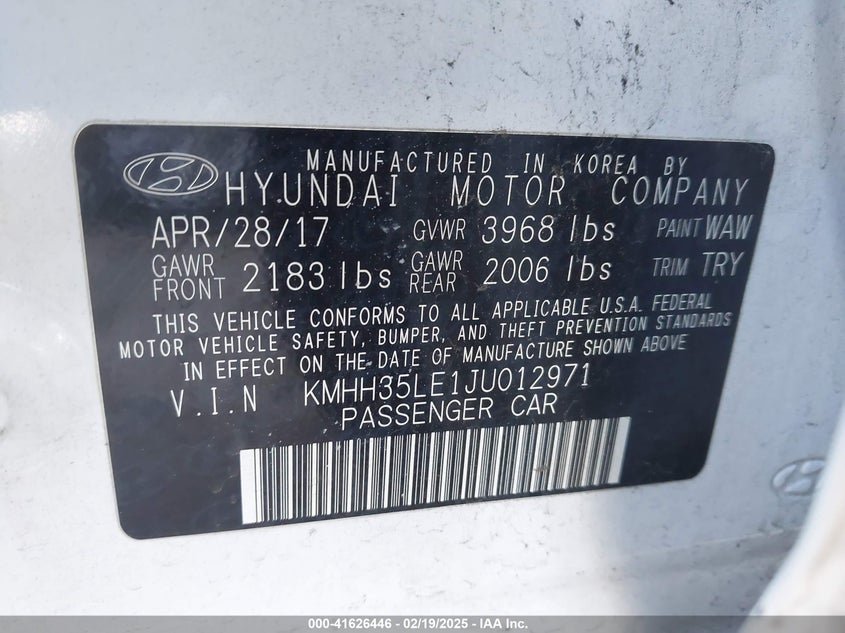 MANUFACTURED IN KOREA BY
HYUNDAI MOTOR COMPANY
APR/28/17 GVWR 3968 lbs PAINT WAW
GAWR FRONT 2183 lbs GAWR REAR 2006 lbs TRIM TRY
THIS VEHICLE CONFORMS TO ALL APPLICABLE U.S.A. FEDERAL
MOTOR VEHICLE SAFETY, BUMPER, AND THEFT PREVENTION STANDARDS
IN EFFECT ON THE DATE OF MANUFACTURE SHOWN ABOVE
V.I.N KMHH35LE1JU012971
PASSENGER CAR
000-41626446 - 02/19/2025 - IAA Inc.